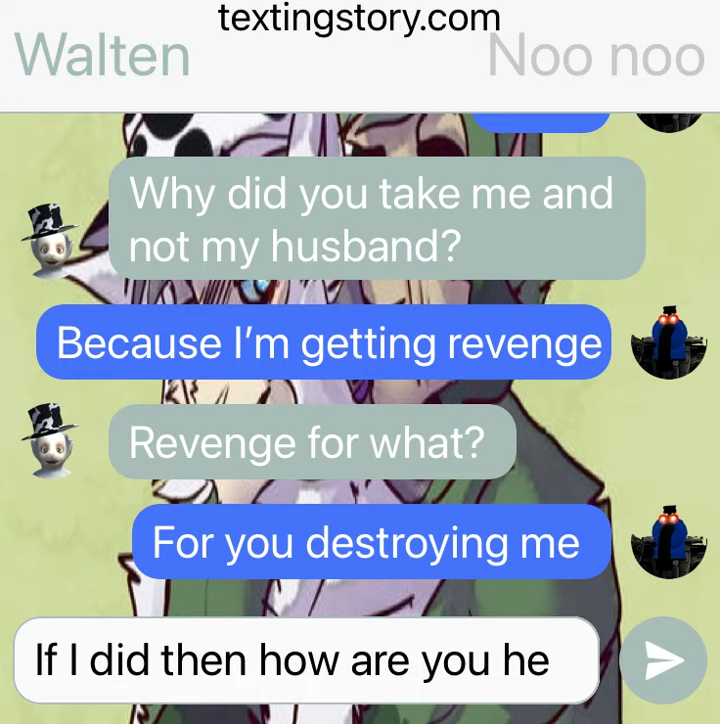 textingstory.com
Walten
Noo noo
Why did you take me and
not my husband?
Because I’m getting revenge
Revenge for what?
For you destroying me
If I did then how are you he